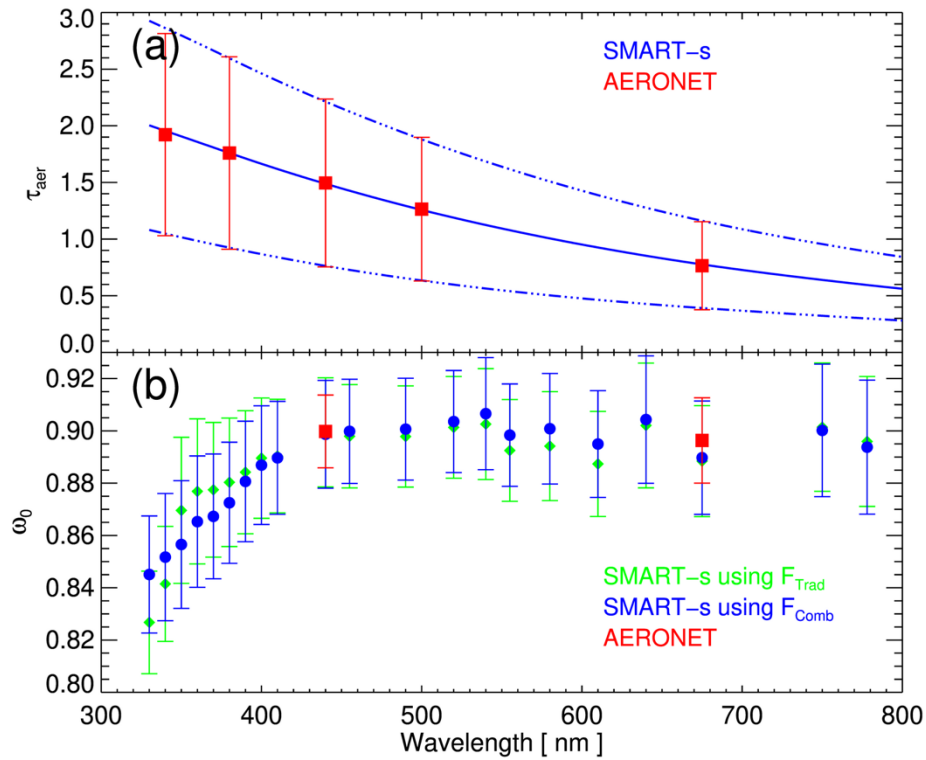 3.0
(a)
2.5
SMART-s
AERONET
2.0
τaer
1.5
1.0
0.5
0.0
0.92
(b)
0.90
0.88
ω0
0.86
0.84
0.82
0.80
SMART-s using FTrad
SMART-s using FComb
AERONET
300 400 500 600 700 800
Wavelength [ nm ]